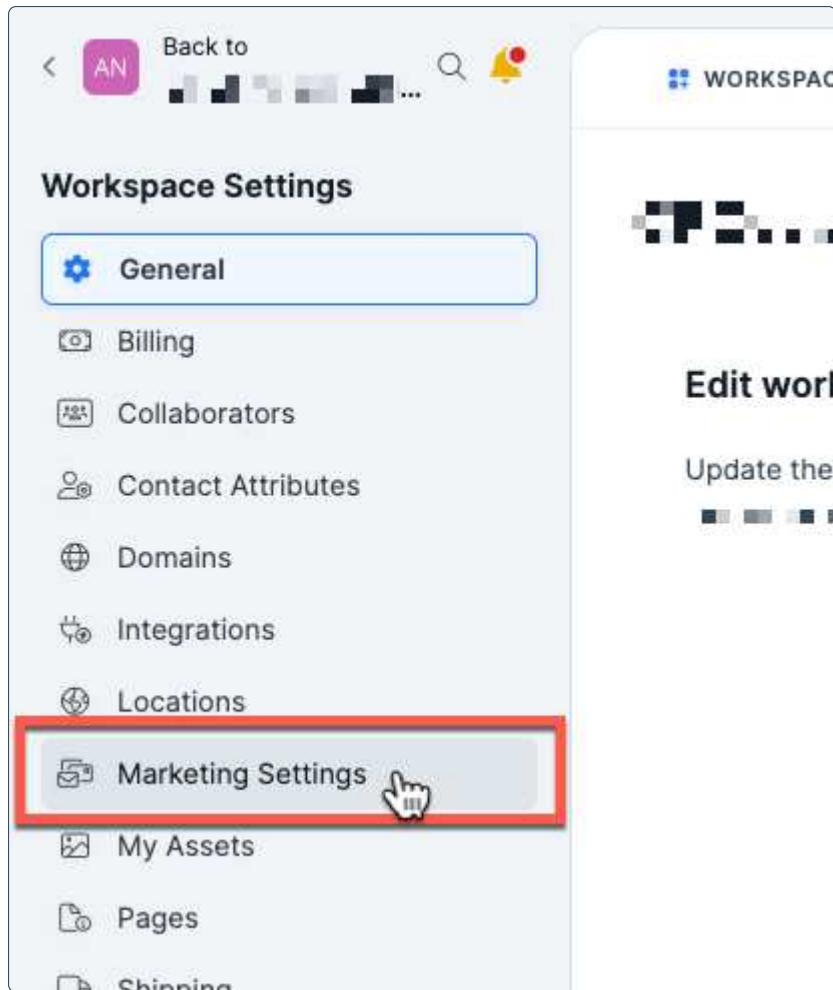 Back to
AN
...
WORKSPAC
Workspace Settings
General
Billing
Edit wor
Collaborators
Update the
Contact Attributes
Domains
Integrations
Locations
Marketing Settings
My Assets
Pages
Shipping